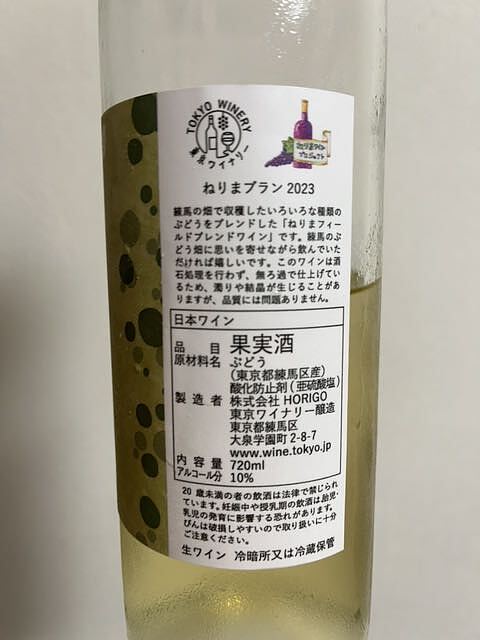 TOKYO WINERY
東京ワイナリー
ねりまワイン
プロジェクト
ねりまブラン 2023
練馬の畑で収穫したいろいろな種類の
ぶどうをブレンドした「ねりまフィー
ルドブレンドワイン」です。練馬のぶ
どう畑に思いを寄せながら飲んでいた
だければ嬉しいです。このワインは酒
石処理を行わず、無ろ過で仕上げてい
るため、濁りや結晶が生じることがあ
りますが、品質には問題ありません。
日本ワイン
品目 果実酒
原材料名 ぶどう
(東京都練馬区産)
酸化防止剤(亜硫酸塩)
製造者 株式会社 HORIGO
東京ワイナリー醸造
東京都練馬区
大泉学園町 2-8-7
www.wine.tokyo.jp
内容量 720ml
アルコール分 10%
20 歳未満の者の飲酒は法律で禁じられ
ています。妊娠中や授乳期の飲酒は胎児・
乳児の発育に影響する恐れがあります。
びんは破損しやすいので取り扱いに十分
ご注意ください。
生ワイン 冷暗所又は冷蔵保管